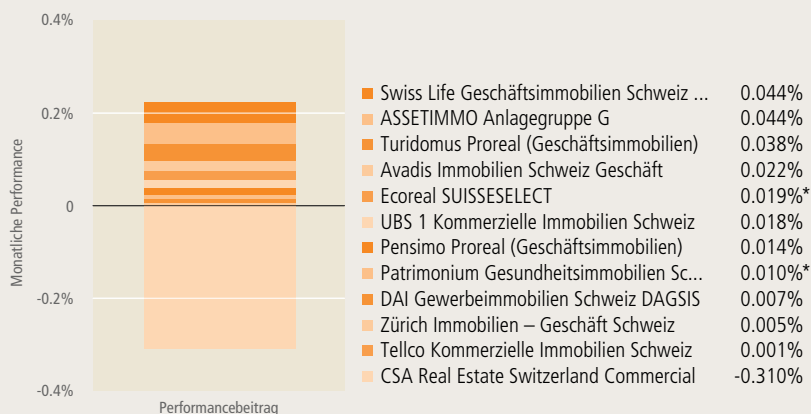 0.4%
0.2%
0
-0.2%
-0.4%
Monatliche Performance
Performancebeitrag
Swiss Life Geschäftsimmobilien Schweiz ... 0.044%
ASSETIMMO Anlagegruppe G 0.044%
Turidomus Proreal (Geschäftsimmobilien) 0.038%
Avadis Immobilien Schweiz Geschäft 0.022%
Ecoreal SUISSESELECT 0.019%*
UBS 1 Kommerzielle Immobilien Schweiz 0.018%
Pensimo Proreal (Geschäftsimmobilien) 0.014%
Patrimonium Gesundheitsimmobilien Sc... 0.010%*
DAI Gewerbeimmobilien Schweiz DAGSIS 0.007%
Zürich Immobilien – Geschäft Schweiz 0.005%
Tellco Kommerzielle Immobilien Schweiz 0.001%
CSA Real Estate Switzerland Commercial -0.310%